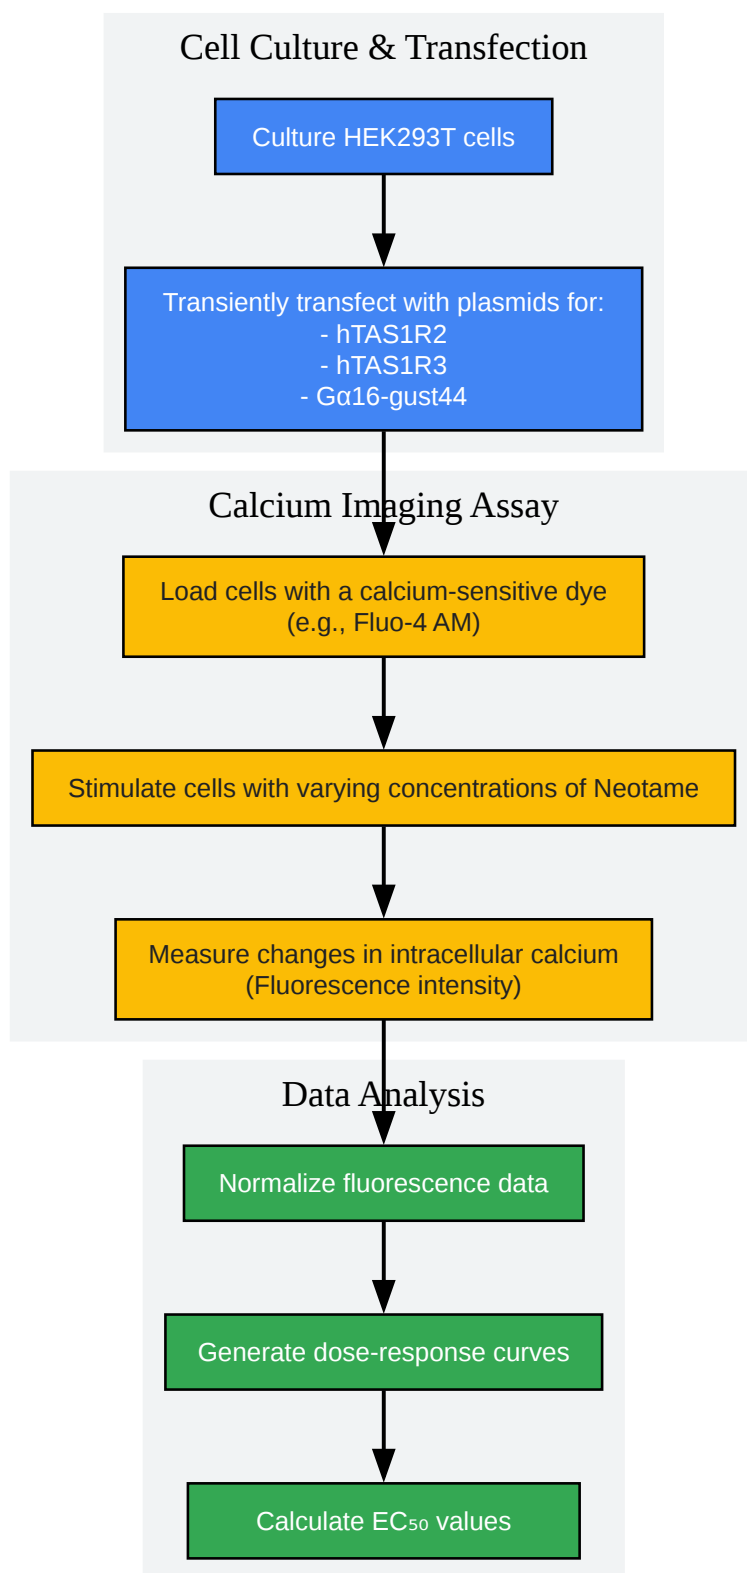 Cell Culture & Transfection
Culture HEK293T cells
Transiently transfect with plasmids for:
- hTAS1R2
- hTAS1R3
- Gα16-gust44
Calcium Imaging Assay
Load cells with a calcium-sensitive dye
(e.g., Fluo-4 AM)
Stimulate cells with varying concentrations of Neotame
Measure changes in intracellular calcium
(Fluorescence intensity)
Data Analysis
Normalize fluorescence data
Generate dose-response curves
Calculate EC₅₀ values